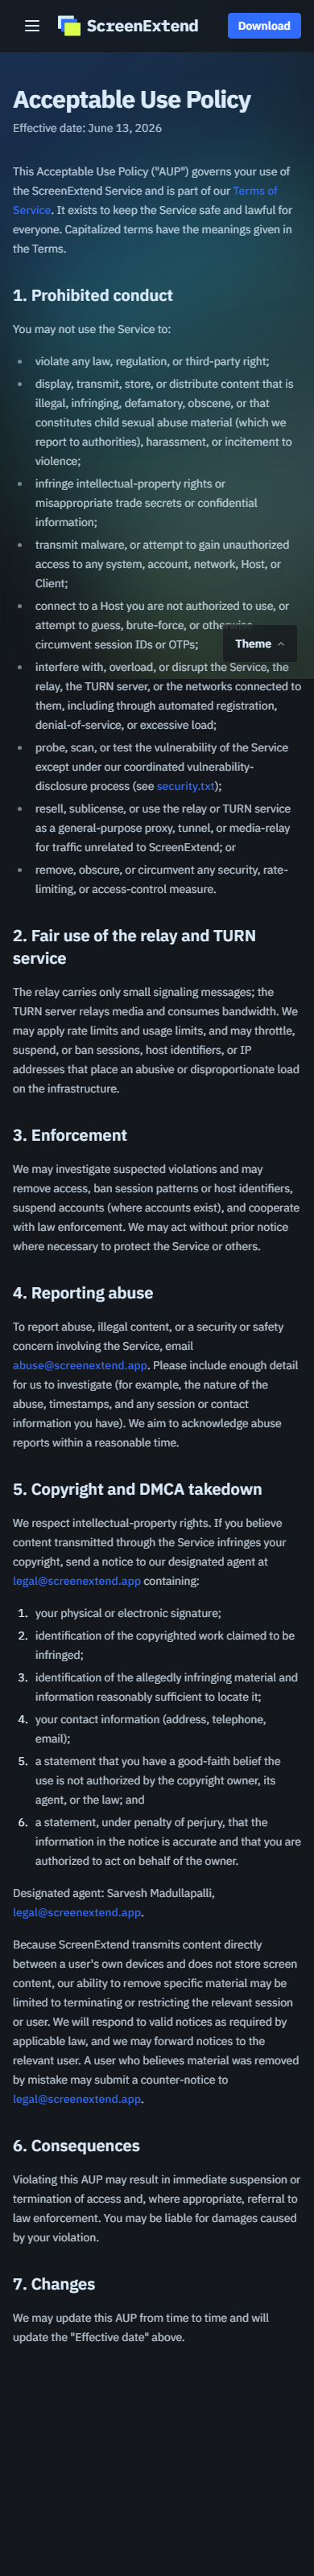 ScreenExtend
Download
Acceptable Use Policy
Effective date: June 13, 2026
This Acceptable Use Policy ("AUP") governs your use of
the ScreenExtend Service and is part of our Terms of
Service. It exists to keep the Service safe and lawful for
everyone. Capitalized terms have the meanings given in
the Terms.
1. Prohibited conduct
You may not use the Service to:
violate any law, regulation, or third-party right;
display, transmit, store, or distribute content that is
illegal, infringing, defamatory, obscene, or that
constitutes child sexual abuse material (which we
report to authorities), harassment, or incitement to
violence;
infringe intellectual-property rights or
misappropriate trade secrets or confidential
information;
transmit malware, or attempt to gain unauthorized
access to any system, account, network, Host, or
Client;
connect to a Host you are not authorized to use, or
attempt to guess, brute-force, or otherwise
circumvent session IDs or OTPs;
Theme
interfere with, overload, or disrupt the Service, the
relay, the TURN server, or the networks connected to
them, including through automated registration,
denial-of-service, or excessive load;
probe, scan, or test the vulnerability of the Service
except under our coordinated vulnerability-
disclosure process (see security.txt);
resell, sublicense, or use the relay or TURN service
as a general-purpose proxy, tunnel, or media-relay
for traffic unrelated to ScreenExtend; or
remove, obscure, or circumvent any security, rate-
limiting, or access-control measure.
2. Fair use of the relay and TURN
service
The relay carries only small signaling messages; the
TURN server relays media and consumes bandwidth. We
may apply rate limits and usage limits, and may throttle,
suspend, or ban sessions, host identifiers, or IP
addresses that place an abusive or disproportionate load
on the infrastructure.
3. Enforcement
We may investigate suspected violations and may
remove access, ban session patterns or host identifiers,
suspend accounts (where accounts exist), and cooperate
with law enforcement. We may act without prior notice
where necessary to protect the Service or others.
4. Reporting abuse
To report abuse, illegal content, or a security or safety
concern involving the Service, email
abuse@screenextend.app. Please include enough detail
for us to investigate (for example, the nature of the
abuse, timestamps, and any session or contact
information you have). We aim to acknowledge abuse
reports within a reasonable time.
5. Copyright and DMCA takedown
We respect intellectual-property rights. If you believe
content transmitted through the Service infringes your
copyright, send a notice to our designated agent at
legal@screenextend.app containing:
1. your physical or electronic signature;
2. identification of the copyrighted work claimed to be
infringed;
3. identification of the allegedly infringing material and
information reasonably sufficient to locate it;
4. your contact information (address, telephone,
email);
5. a statement that you have a good-faith belief the
use is not authorized by the copyright owner, its
agent, or the law; and
6. a statement, under penalty of perjury, that the
information in the notice is accurate and that you are
authorized to act on behalf of the owner.
Designated agent: Sarvesh Madullapalli,
legal@screenextend.app.
Because ScreenExtend transmits content directly
between a user's own devices and does not store screen
content, our ability to remove specific material may be
limited to terminating or restricting the relevant session
or user. We will respond to valid notices as required by
applicable law, and we may forward notices to the
relevant user. A user who believes material was removed
by mistake may submit a counter-notice to
legal@screenextend.app.
6. Consequences
Violating this AUP may result in immediate suspension or
termination of access and, where appropriate, referral to
law enforcement. You may be liable for damages caused
by your violation.
7. Changes
We may update this AUP from time to time and will
update the "Effective date" above.